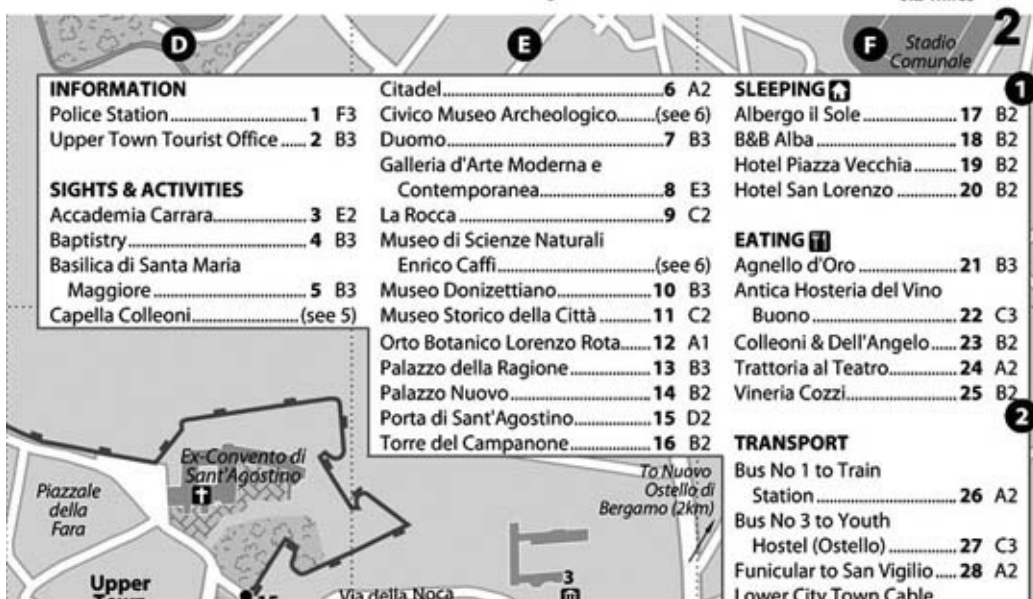 2
D
E
F
Stadio
Comunale
1
INFORMATION
Police Station 1 F3
Upper Town Tourist Office 2 B3
SIGHTS & ACTIVITIES
Accademia Carrara 3 E2
Baptistry 4 B3
Basilica di Santa Maria
Maggiore 5 B3
Capella Colleoni (see 5)
Citadel 6 A2
Civico Museo Archeologico (see 6)
Duomo 7 B3
Galleria d'Arte Moderna e
Contemporanea 8 E3
La Rocca 9 C2
Museo di Scienze Naturali
Enrico Caffi (see 6)
Museo Donizettiano 10 B3
Museo Storico della Città 11 C2
Orto Botanico Lorenzo Rota 12 A1
Palazzo della Ragione 13 B3
Palazzo Nuovo 14 B2
Porta di Sant'Agostino 15 D2
Torre del Campanone 16 B2
SLEEPING
Albergo il Sole 17 B2
B&B Alba 18 B2
Hotel Piazza Vecchia 19 B2
Hotel San Lorenzo 20 B2
EATING
Agnello d'Oro 21 B3
Antica Hosteria del Vino
Buono 22 C3
Colleoni & Dell'Angelo 23 B2
Trattoria al Teatro 24 A2
Vineria Cozzi 25 B2
2
TRANSPORT
Bus No 1 to Train
Station 26 A2
Bus No 3 to Youth
Hostel (Ostello) 27 C3
Funicular to San Vigilio 28 A2
Lower City Town Cable
Ex-Convento di
Sant'Agostino
Piazzale
della
Fara
To Nuovo
Ostello di
Bergamo (2km)
3
Upper
Town
15
Via della Noca